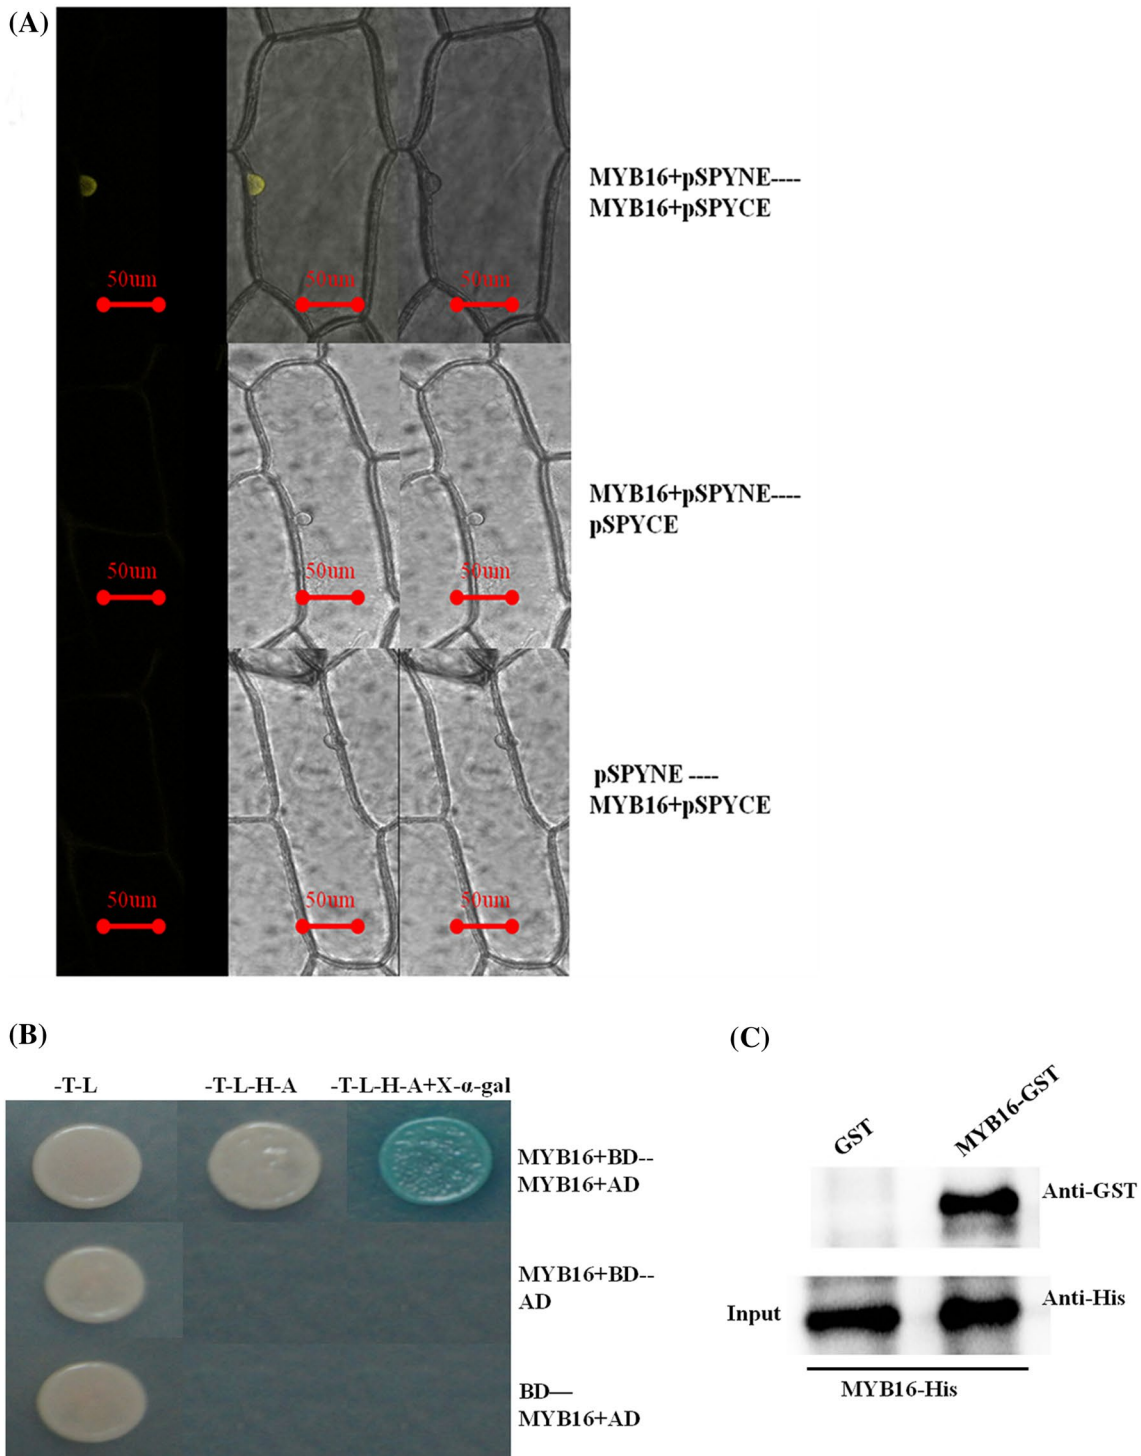 (A)
50um 50um 50um
MYB16+pSPYNE----
MYB16+pSPYCE
50um 50um 50um
MYB16+pSPYNE----
pSPYCE
50um 50um 50um
pSPYNE ----
MYB16+pSPYCE
(B)
-T-L -T-L-H-A -T-L-H-A+X-α-gal
MYB16+BD--
MYB16+AD
MYB16+BD--
AD
BD—
MYB16+AD
(C)
GST MYB16-GST
Anti-GST
Input Anti-His
MYB16-His